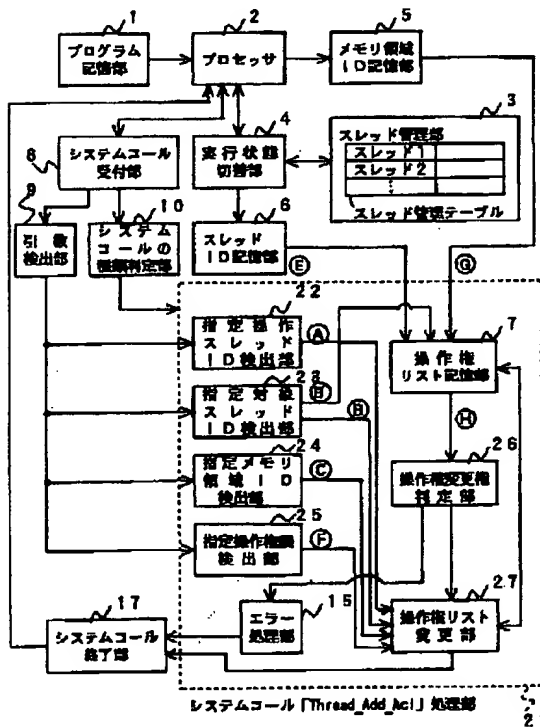 1
プログラム
記憶部
2
プロセッサ
5
メモリ領域
ID記憶部
3
スレッド管理部
スレッド1
スレッド2
スレッド管理テーブル
4
実行状態
切替部
8
システムコール
受付部
9
引数
検出部
10
システム
コールの
種類判定部
6
スレッド
ID記憶部
E
G
22
指定操作
スレッド
ID検出部
A
23
指定対象
スレッド
ID検出部
B
B
24
指定メモリ
領域ID
検出部
C
25
指定操作権限
検出部
F
7
操作権
リスト記憶部
H
26
操作権変更権
判定部
27
操作権リスト
変更部
15
エラー
処理部
17
システムコール
終了部
システムコール「Thread_Add_Acl」処理部